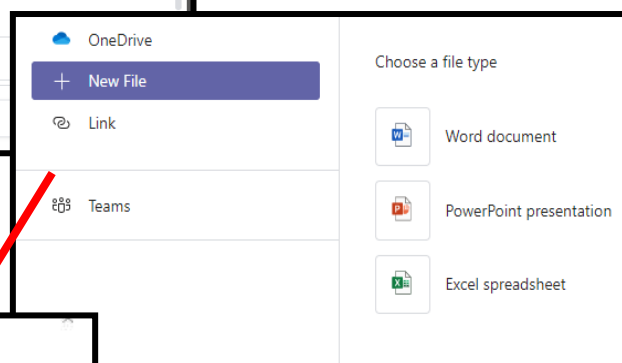 OneDrive
New File
Link
Teams
Choose a file type
Word document
PowerPoint presentation
Excel spreadsheet